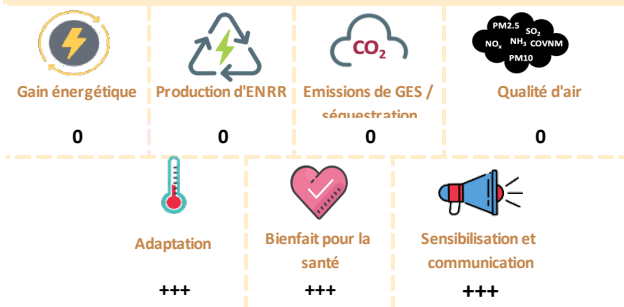 CO2
PM2.5
SO2
NOx
NH3
COVNM
PM10
Gain énergétique
Production d'ENRR
Emissions de GES /
séquestration
Qualité d'air
0
0
0
0
Adaptation
Bienfait pour la
santé
Sensibilisation et
communication
+++
+++
+++